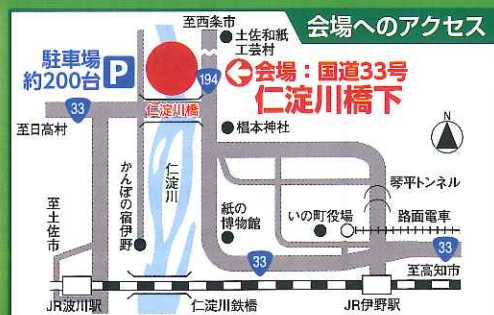 会場へのアクセス
至西条市
土佐和紙
工芸村
駐車場
約200台
P
194
会場:国道33号
仁淀川橋下
33
仁淀川橋
至日高村
椙本神社
N
かんぽの宿伊野
仁淀川
琴平トンネル
至土佐市
紙の
博物館
いの町役場
路面電車
33
33
至高知市
JR波川駅
仁淀川鉄橋
JR伊野駅